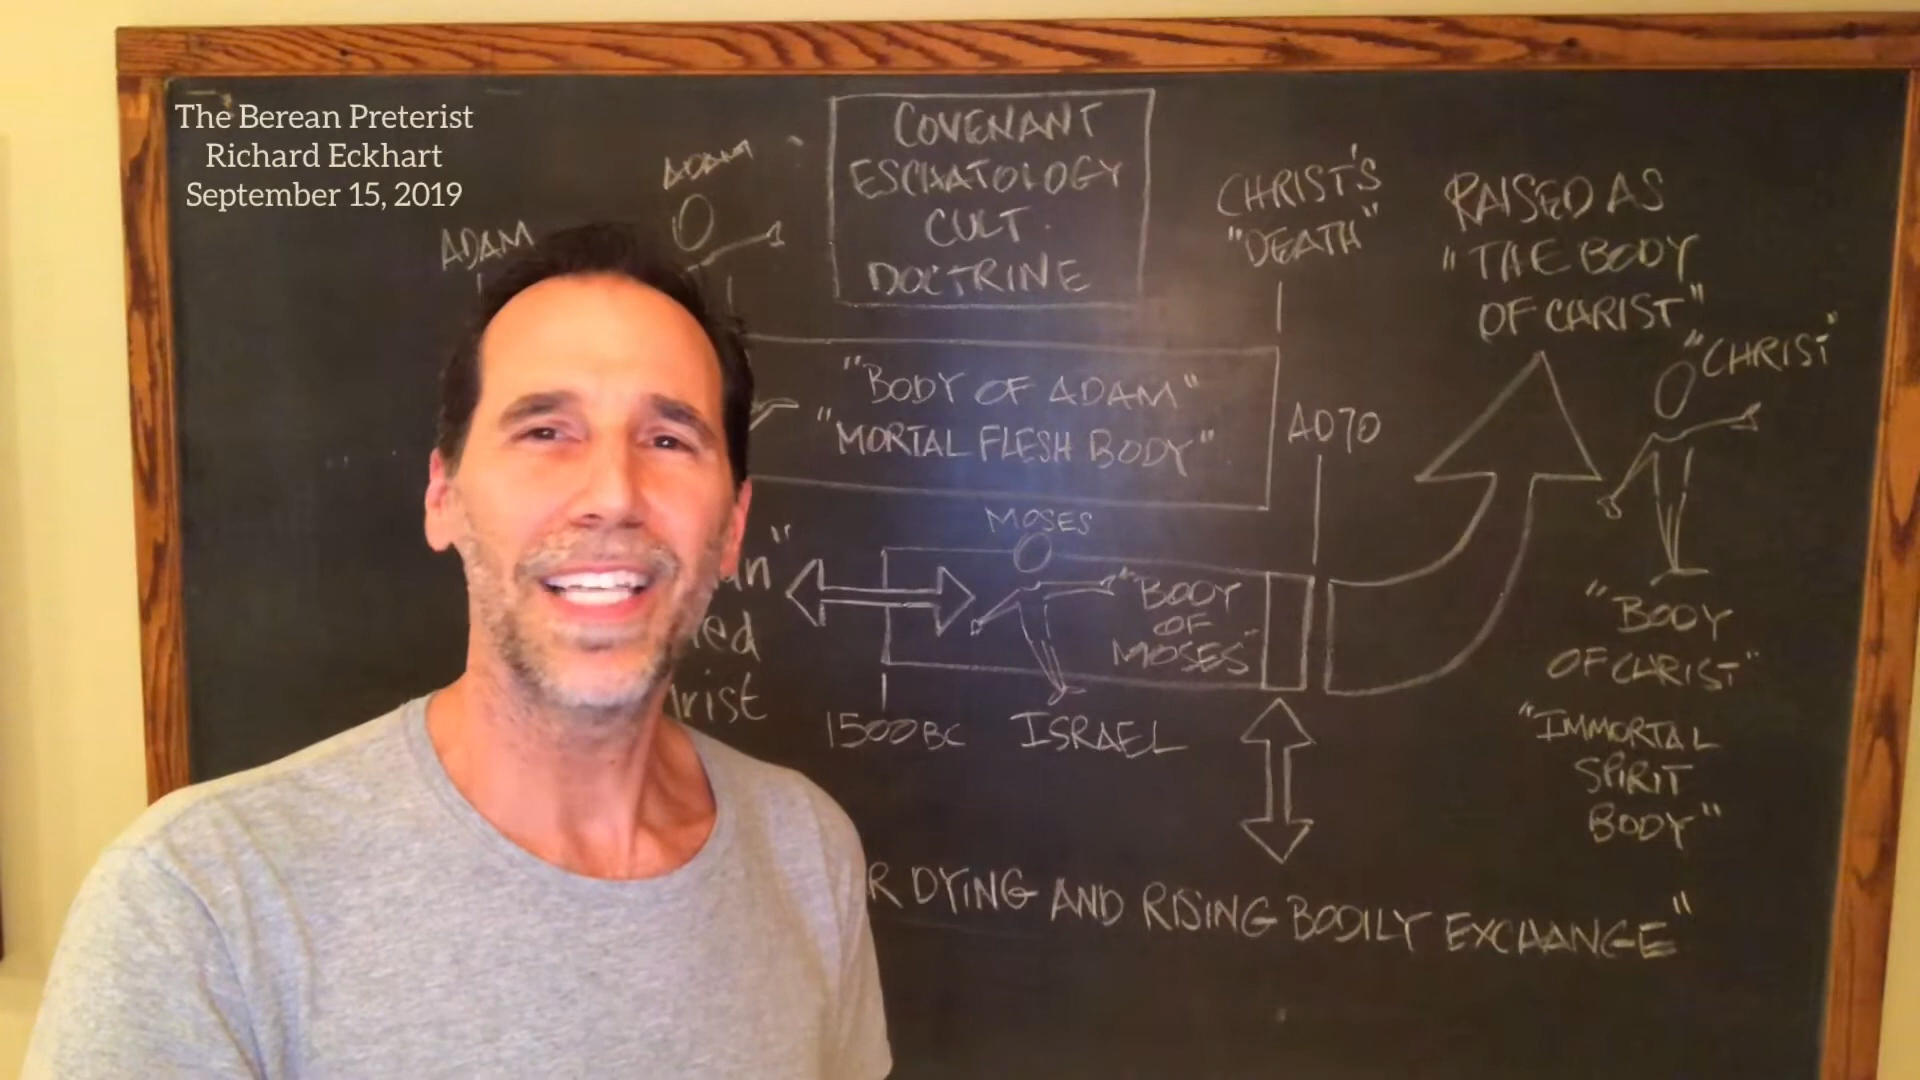 The Berean Preterist
Richard Eckhart
September 15, 2019
ADAM
ADAM
COVENANT
ESCHATOLOGY
CULT
DOCTRINE
CHRIST'S
"DEATH"
RAISED AS
"THE BODY
OF CHRIST"
"CHRIST"
"BODY OF ADAM"
"MORTAL FLESH BODY"
AD70
MOSES
"BODY
OF
MOSES"
1500BC
ISRAEL
"BODY
OF CHRIST"
"IMMORTAL
SPIRIT
BODY"
R DYING AND RISING BODILY EXCHANGE"